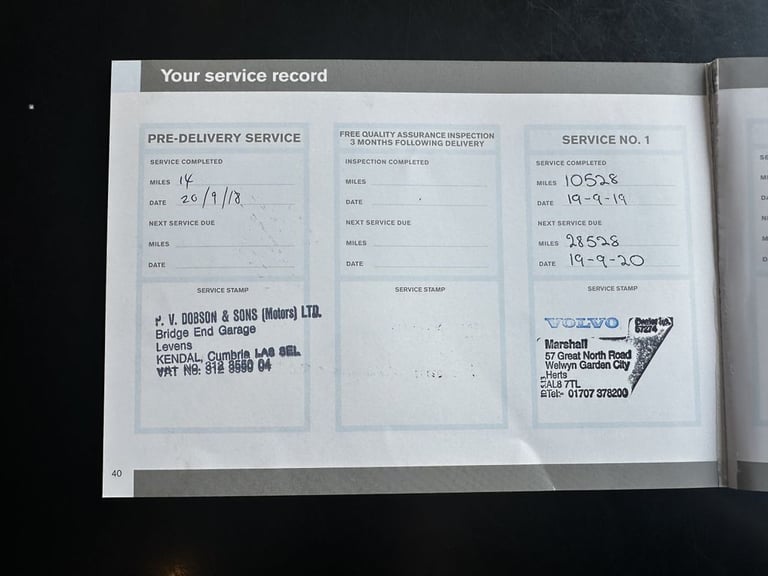 Your service record
PRE-DELIVERY SERVICE
SERVICE COMPLETED
MILES 14
DATE 20/9/18
NEXT SERVICE DUE
MILES
DATE
SERVICE STAMP
P. V. DOBSON & SONS (Motors) LTD.
Bridge End Garage
Levens
KENDAL, Cumbria LA8 8EL
VAT NO:
FREE QUALITY ASSURANCE INSPECTION
3 MONTHS FOLLOWING DELIVERY
INSPECTION COMPLETED
MILES
DATE
NEXT SERVICE DUE
MILES
DATE
SERVICE STAMP
SERVICE NO. 1
SERVICE COMPLETED
MILES 10528
DATE 19-9-19
NEXT SERVICE DUE
MILES 28528
DATE 19-9-20
SERVICE STAMP
VOLVO
Marshall
57 Great North Road
Welwyn Garden City
Herts
AL8 7TL
Tel:- 01707 378200
40